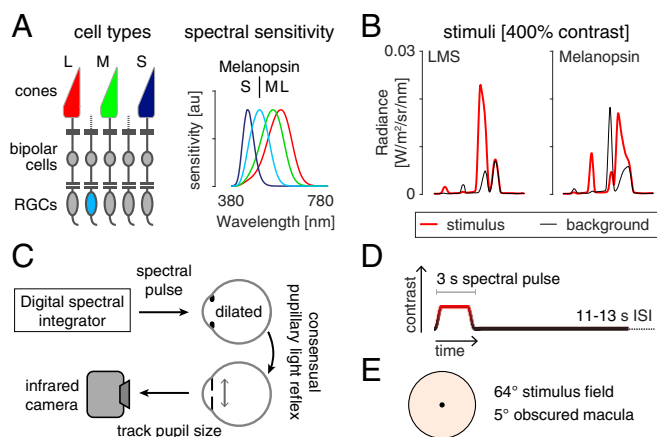 A
cell types
spectral sensitivity
L
M
S
cones
bipolar
cells
RGCs
Melanopsin
S
M L
sensitivity [au]
380
780
Wavelength [nm]
B
stimuli [400% contrast]
LMS
Melanopsin
0.03
Radiance
[W/m²/sr/nm]
0
stimulus
background
C
spectral
pulse
Digital spectral
integrator
dilated
consensual
pupillary light reflex
infrared
camera
track pupil size
D
3 s spectral pulse
contrast
11-13 s ISI
time
E
64° stimulus field
5° obscured macula